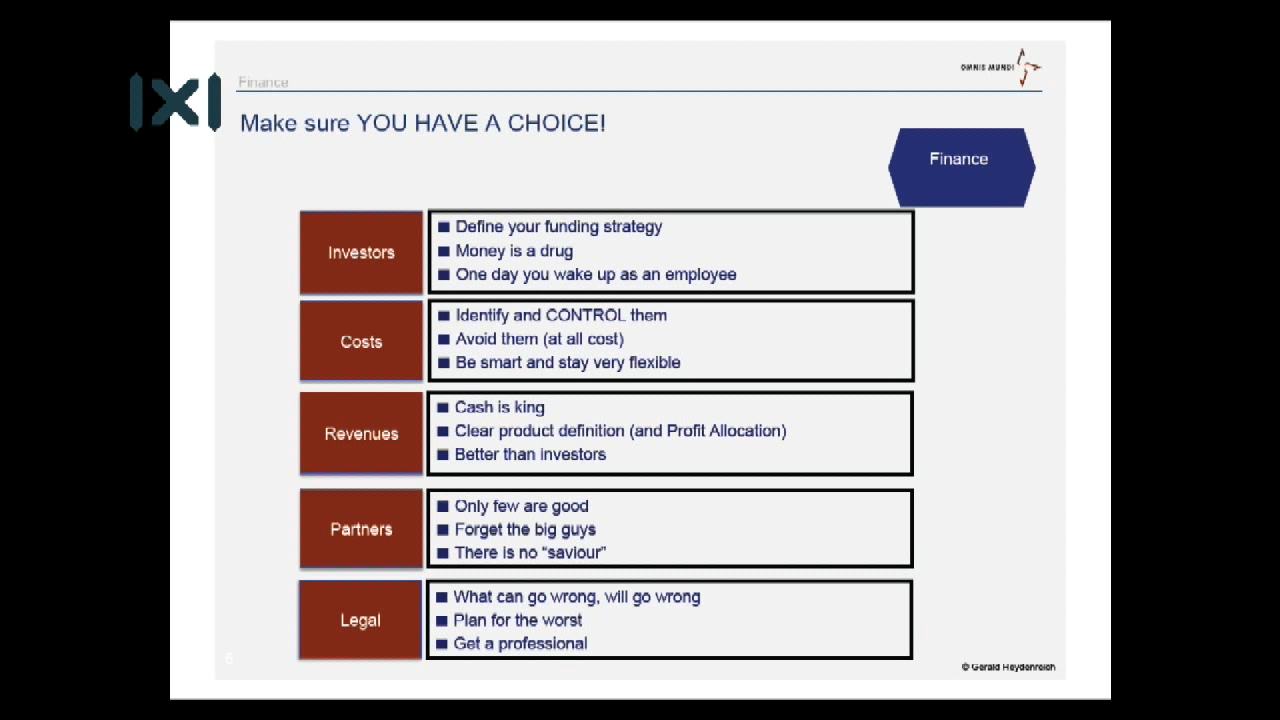 Finance
OMNIS MUNDI
IXI
Make sure YOU HAVE A CHOICE!
Finance
Investors
■ Define your funding strategy
■ Money is a drug
■ One day you wake up as an employee
Costs
■ Identify and CONTROL them
■ Avoid them (at all cost)
■ Be smart and stay very flexible
Revenues
■ Cash is king
■ Clear product definition (and Profit Allocation)
■ Better than investors
Partners
■ Only few are good
■ Forget the big guys
■ There is no “saviour”
Legal
■ What can go wrong, will go wrong
■ Plan for the worst
■ Get a professional
6
© Gerald Heydenreich